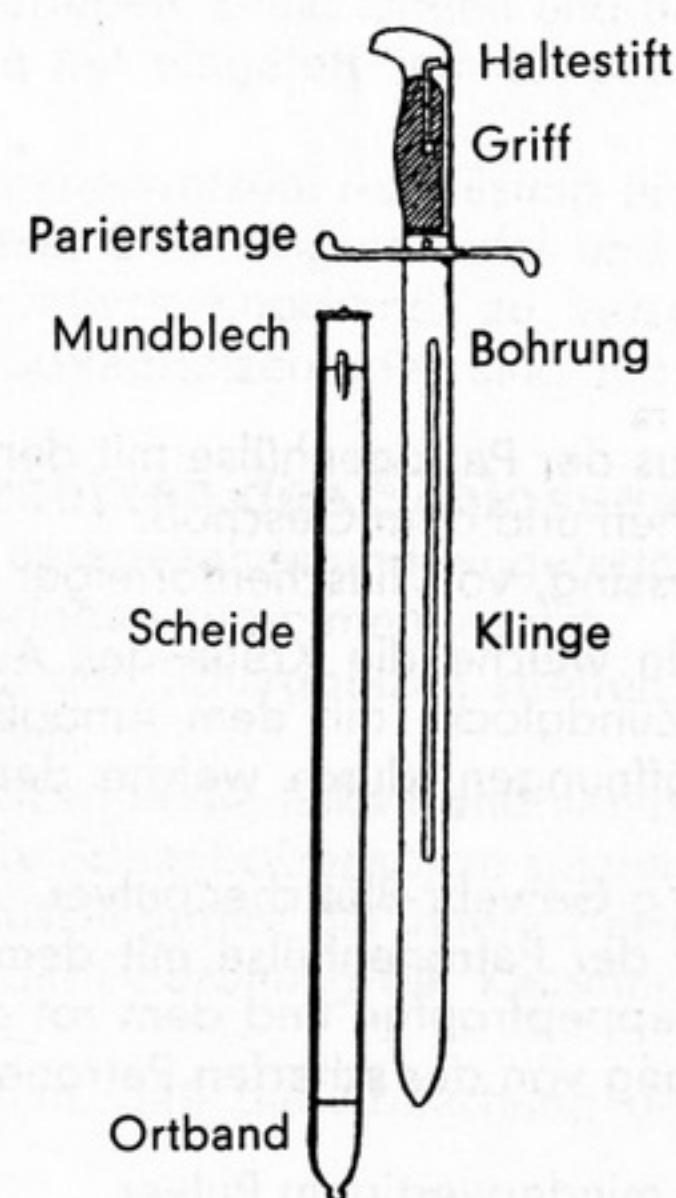 Haltestift
Griff
Parierstange
Mundblech
Bohrung
Scheide
Klinge
Ortband